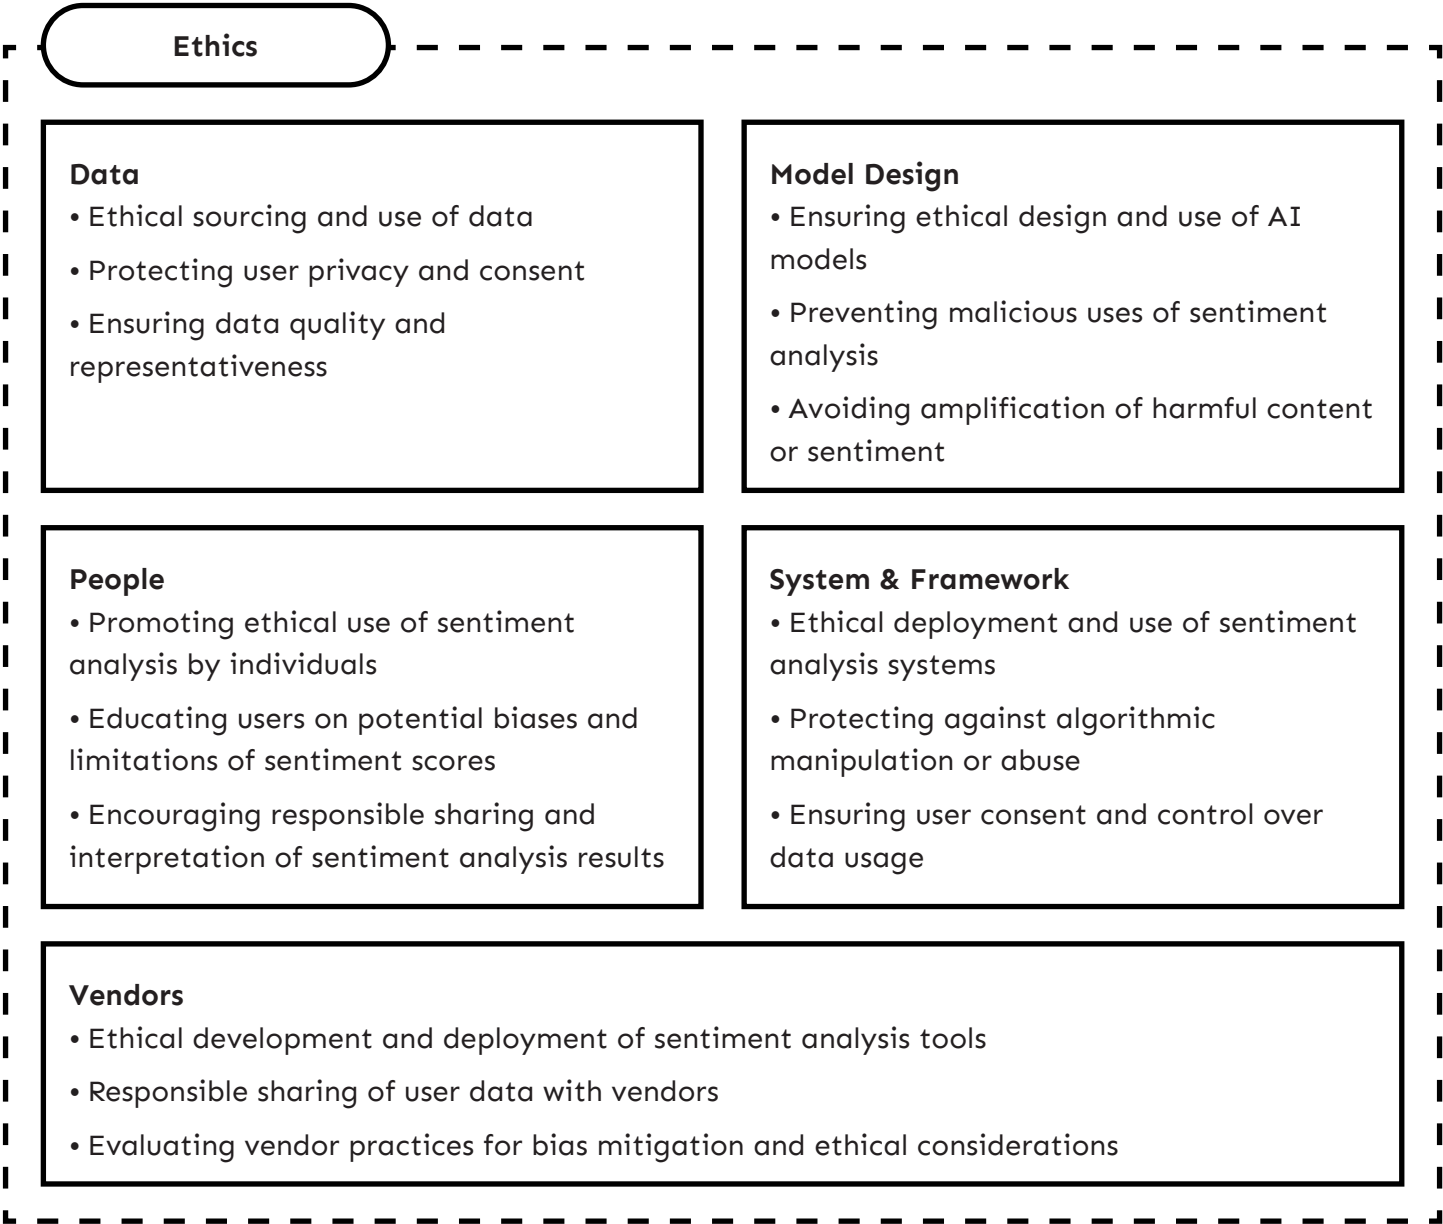 Ethics
Data
• Ethical sourcing and use of data
• Protecting user privacy and consent
• Ensuring data quality and
representativeness
Model Design
• Ensuring ethical design and use of AI
models
• Preventing malicious uses of sentiment
analysis
• Avoiding amplification of harmful content
or sentiment
People
• Promoting ethical use of sentiment
analysis by individuals
• Educating users on potential biases and
limitations of sentiment scores
• Encouraging responsible sharing and
interpretation of sentiment analysis results
System & Framework
• Ethical deployment and use of sentiment
analysis systems
• Protecting against algorithmic
manipulation or abuse
• Ensuring user consent and control over
data usage
Vendors
• Ethical development and deployment of sentiment analysis tools
• Responsible sharing of user data with vendors
• Evaluating vendor practices for bias mitigation and ethical considerations